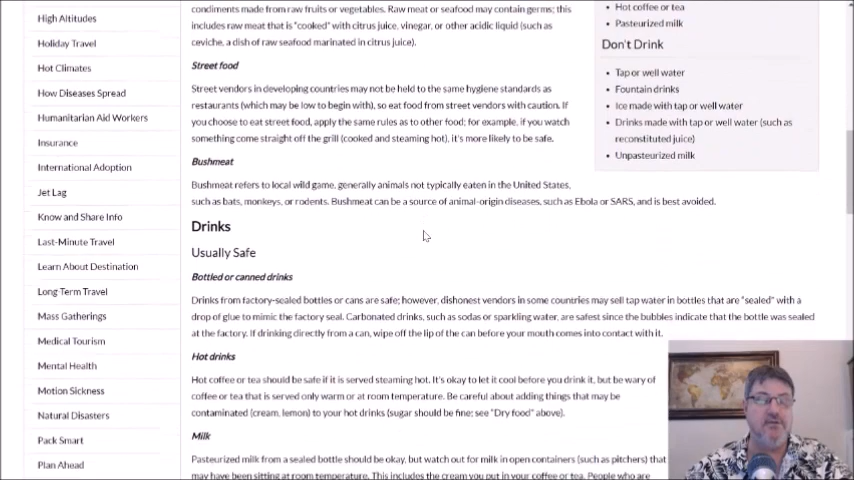 High Altitudes
Holiday Travel
Hot Climates
How Diseases Spread
Humanitarian Aid Workers
Insurance
International Adoption
Jet Lag
Know and Share Info
Last-Minute Travel
Learn About Destination
Long Term Travel
Mass Gatherings
Medical Tourism
Mental Health
Motion Sickness
Natural Disasters
Pack Smart
Plan Ahead
condiments made from raw fruits or vegetables. Raw meat or seafood may contain germs; this
includes raw meat that is "cooked" with citrus juice, vinegar, or other acidic liquid (such as
ceviche, a dish of raw seafood marinated in citrus juice).
Street food
Street vendors in developing countries may not be held to the same hygiene standards as
restaurants (which may be low to begin with), so eat food from street vendors with caution. If
you choose to eat street food, apply the same rules as to other food; for example, if you watch
something come straight off the grill (cooked and steaming hot), it's more likely to be safe.
Bushmeat
Bushmeat refers to local wild game, generally animals not typically eaten in the United States,
such as bats, monkeys, or rodents. Bushmeat can be a source of animal-origin diseases, such as Ebola or SARS, and is best avoided.
Drinks
Usually Safe
Bottled or canned drinks
Drinks from factory-sealed bottles or cans are safe; however, dishonest vendors in some countries may sell tap water in bottles that are "sealed" with a
drop of glue to mimic the factory seal. Carbonated drinks, such as sodas or sparkling water, are safest since the bubbles indicate that the bottle was sealed
at the factory. If drinking directly from a can, wipe off the lip of the can before your mouth comes into contact with it.
Hot drinks
Hot coffee or tea should be safe if it is served steaming hot. It's okay to let it cool before you drink it, but be wary of
coffee or tea that is served only warm or at room temperature. Be careful about adding things that may be
contaminated (cream, lemon) to your hot drinks (sugar should be fine; see "Dry food" above).
Milk
Pasteurized milk from a sealed bottle should be okay, but watch out for milk in open containers (such as pitchers) that
may have been sitting at room temperature. This includes the cream you put in your coffee or tea. People who are
Hot coffee or tea
Pasteurized milk
Don't Drink
Tap or well water
Fountain drinks
Ice made with tap or well water
Drinks made with tap or well water (such as
reconstituted juice)
Unpasteurized milk